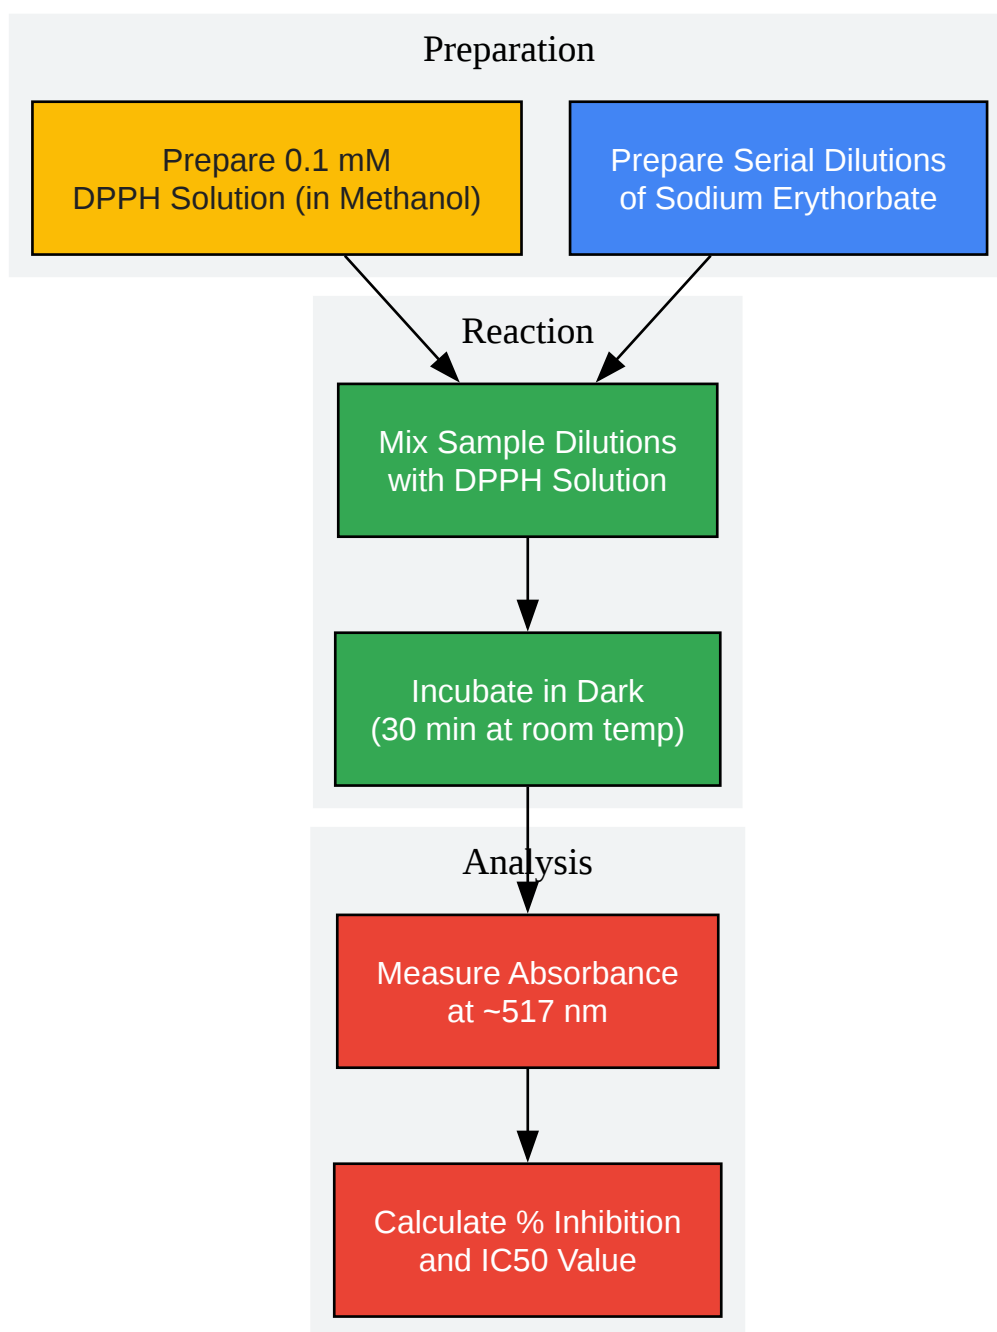 Preparation
Prepare 0.1 mM
DPPH Solution (in Methanol)
Prepare Serial Dilutions
of Sodium Erythorbate
Reaction
Mix Sample Dilutions
with DPPH Solution
Incubate in Dark
(30 min at room temp)
Analysis
Measure Absorbance
at ~517 nm
Calculate % Inhibition
and IC50 Value